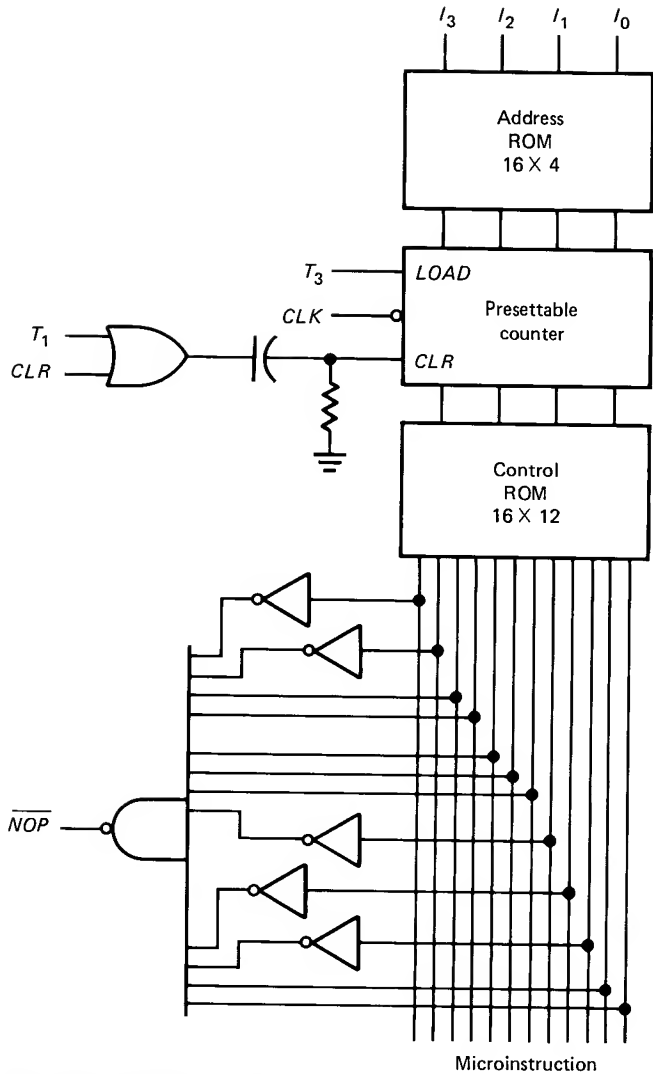 I3 I2 I1 I0
Address
ROM
16 X 4
T3
LOAD
CLK
Presettable
counter
T1
CLR
CLR
Control
ROM
16 X 12
NOP
Microinstruction